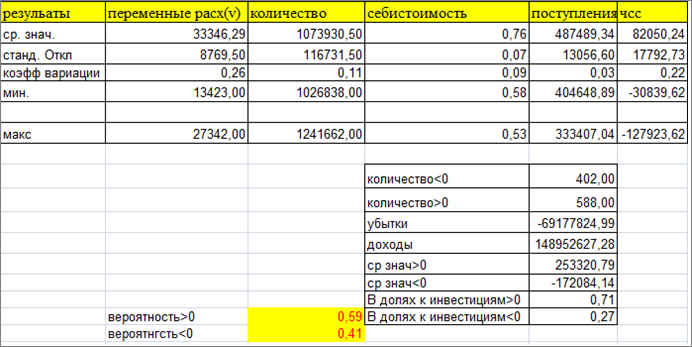 резульаты переменные расх(v) количество себистоимость поступления чсс
ср. знач. 33346,29 1073930,50 0,76 487489,34 82050,24
станд. Откл 8769,50 116731,50 0,07 13056,60 17792,73
коэфф вариации 0,26 0,11 0,09 0,03 0,22
мин. 13423,00 1026838,00 0,58 404648,89 -30839,62
макс 27342,00 1241662,00 0,53 333407,04 -127923,62
количество<0 402,00
количество>0 588,00
убытки -69177824,99
доходы 148952627,28
ср знач>0 253320,79
ср знач<0 -172084,14
В долях к инвестициям>0 0,71
вероятность>0 0,59 В долях к инвестициям<0 0,27
вероятнгсть<0 0,41